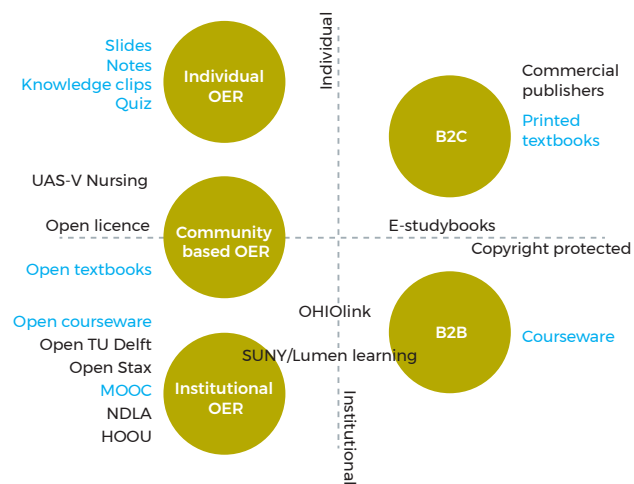 Slides
Notes
Knowledge clips
Quiz
Individual
OER
Individual
Commercial
publishers
Printed
textbooks
B2C
UAS-V Nursing
Open licence
Community
based OER
E-studybooks
Copyright protected
Open textbooks
Open courseware
Open TU Delft
Open Stax
MOOC
NDLA
HOOU
OHIOlink
SUNY/Lumen learning
Institutional
OER
B2B
Courseware
Institutional